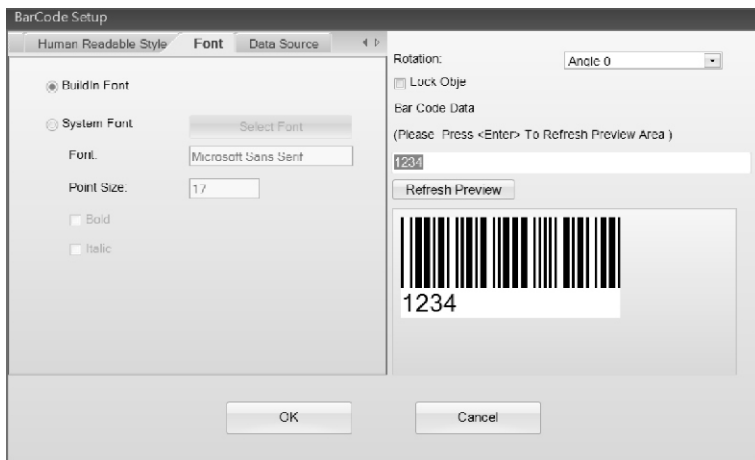 BarCode Setup
Human Readable Style
Font
Data Source
BuildIn Font
System Font
Select Font
Font:
Microsoft Sans Serif
Point Size:
17
Bold
Italic
Rotation:
Angle 0
Lock Obje
Bar Code Data
(Please Press <Enter> To Refresh Preview Area )
1234
Refresh Preview
1234
OK
Cancel